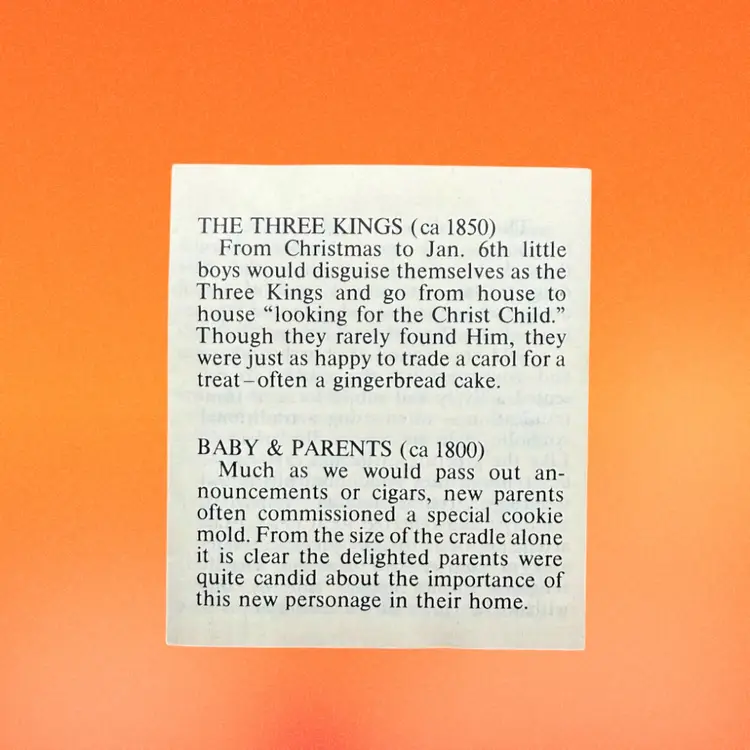 THE THREE KINGS (ca 1850)
From Christmas to Jan. 6th little
boys would disguise themselves as the
Three Kings and go from house to
house “looking for the Christ Child.”
Though they rarely found Him, they
were just as happy to trade a carol for a
treat–often a gingerbread cake.
BABY & PARENTS (ca 1800)
Much as we would pass out an-
nouncements or cigars, new parents
often commissioned a special cookie
mold. From the size of the cradle alone
it is clear the delighted parents were
quite candid about the importance of
this new personage in their home.